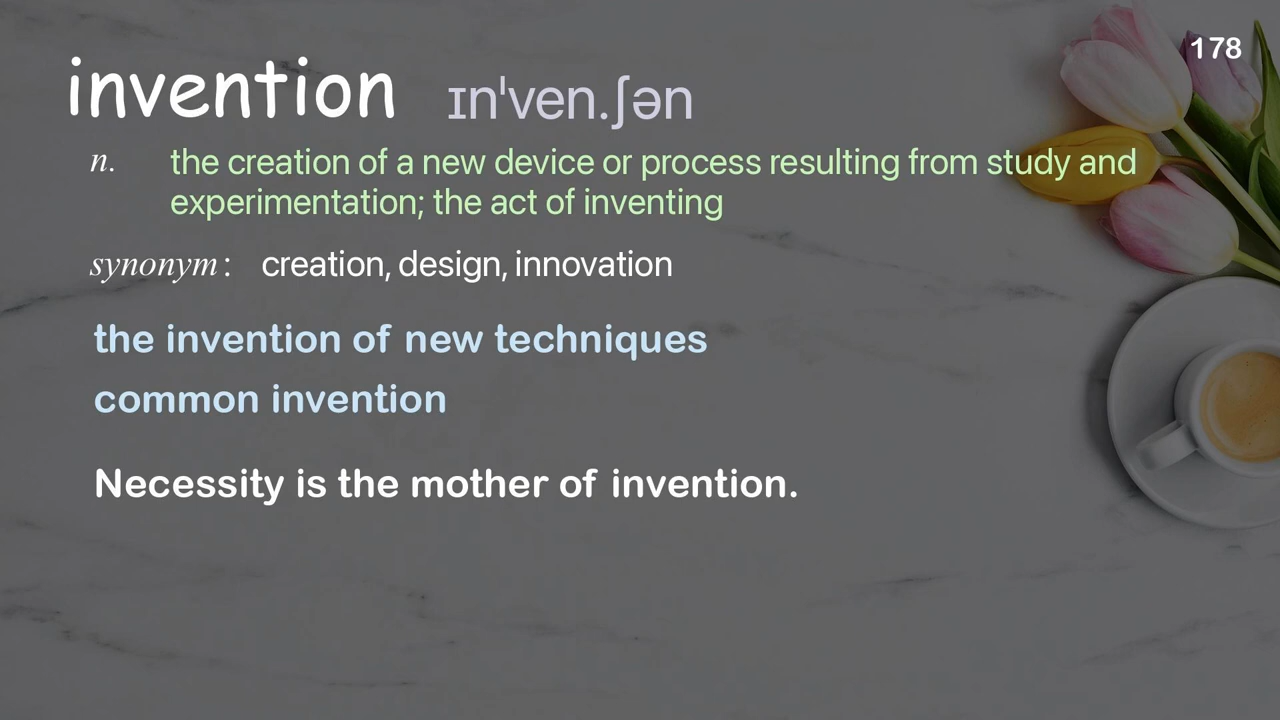 178
invention ɪnˈven.ʃən
n. the creation of a new device or process resulting from study and
experimentation; the act of inventing
synonym: creation, design, innovation
the invention of new techniques
common invention
Necessity is the mother of invention.